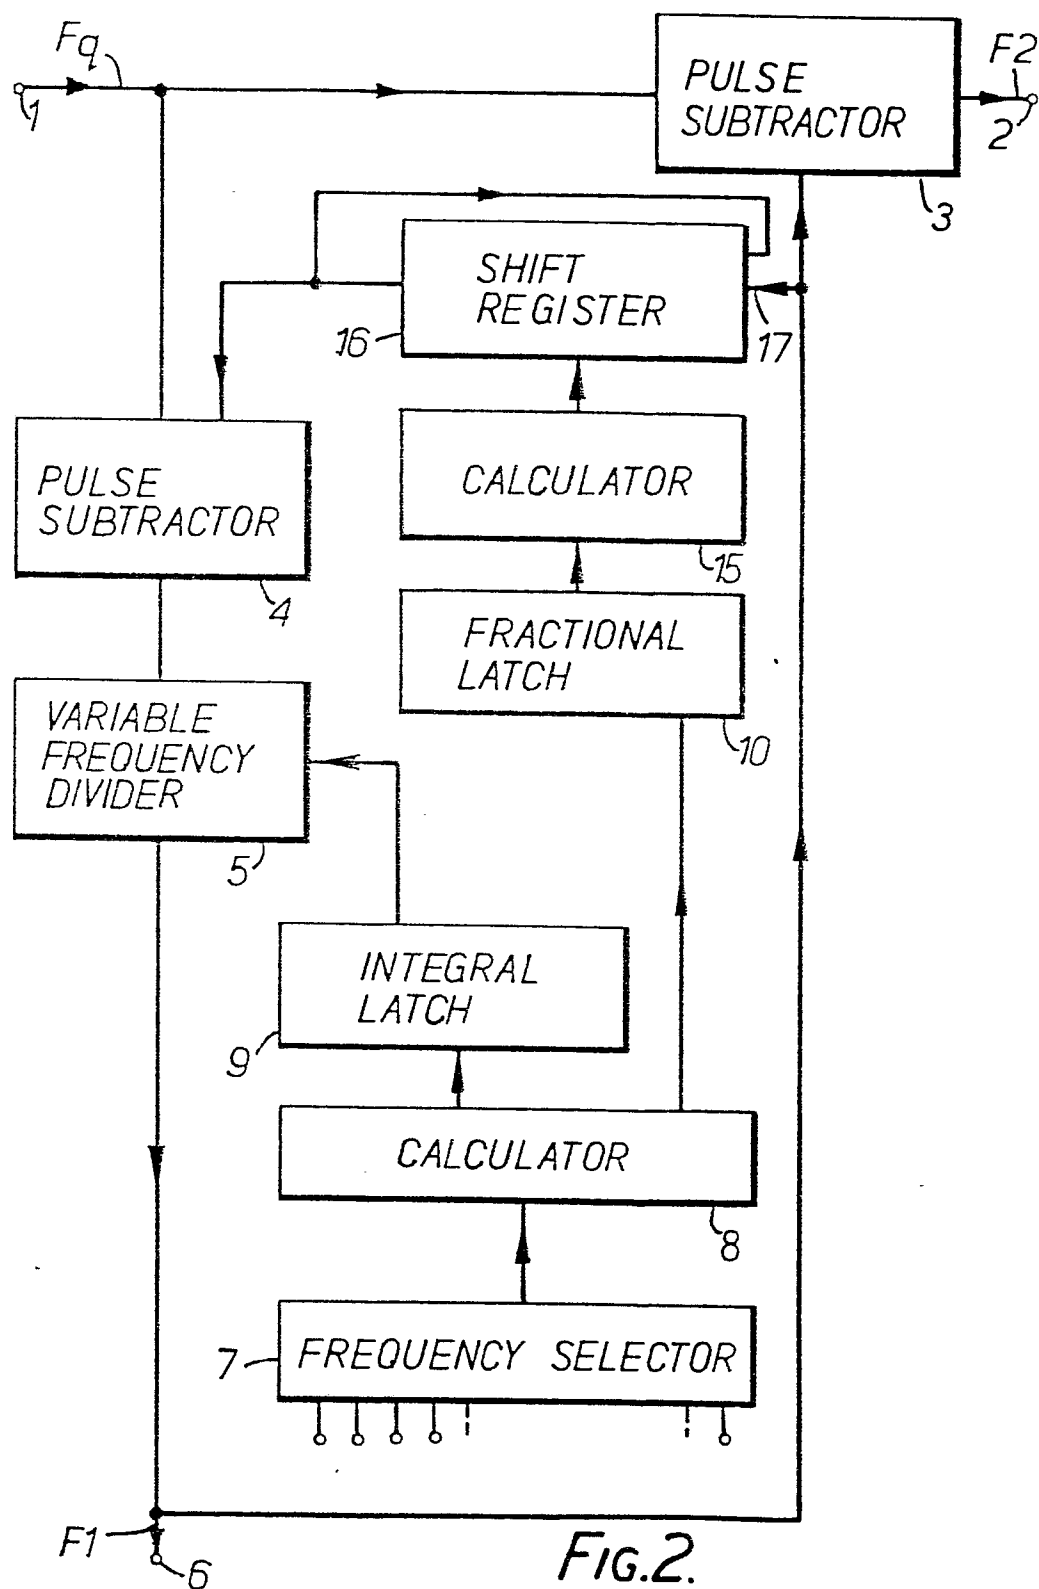 Fq
1
PULSE
SUBTRACTOR
F2
2
3
SHIFT
REGISTER
16
17
CALCULATOR
15
PULSE
SUBTRACTOR
4
FRACTIONAL
LATCH
10
VARIABLE
FREQUENCY
DIVIDER
5
INTEGRAL
LATCH
9
CALCULATOR
8
7
FREQUENCY SELECTOR
F1
6
FIG.2.